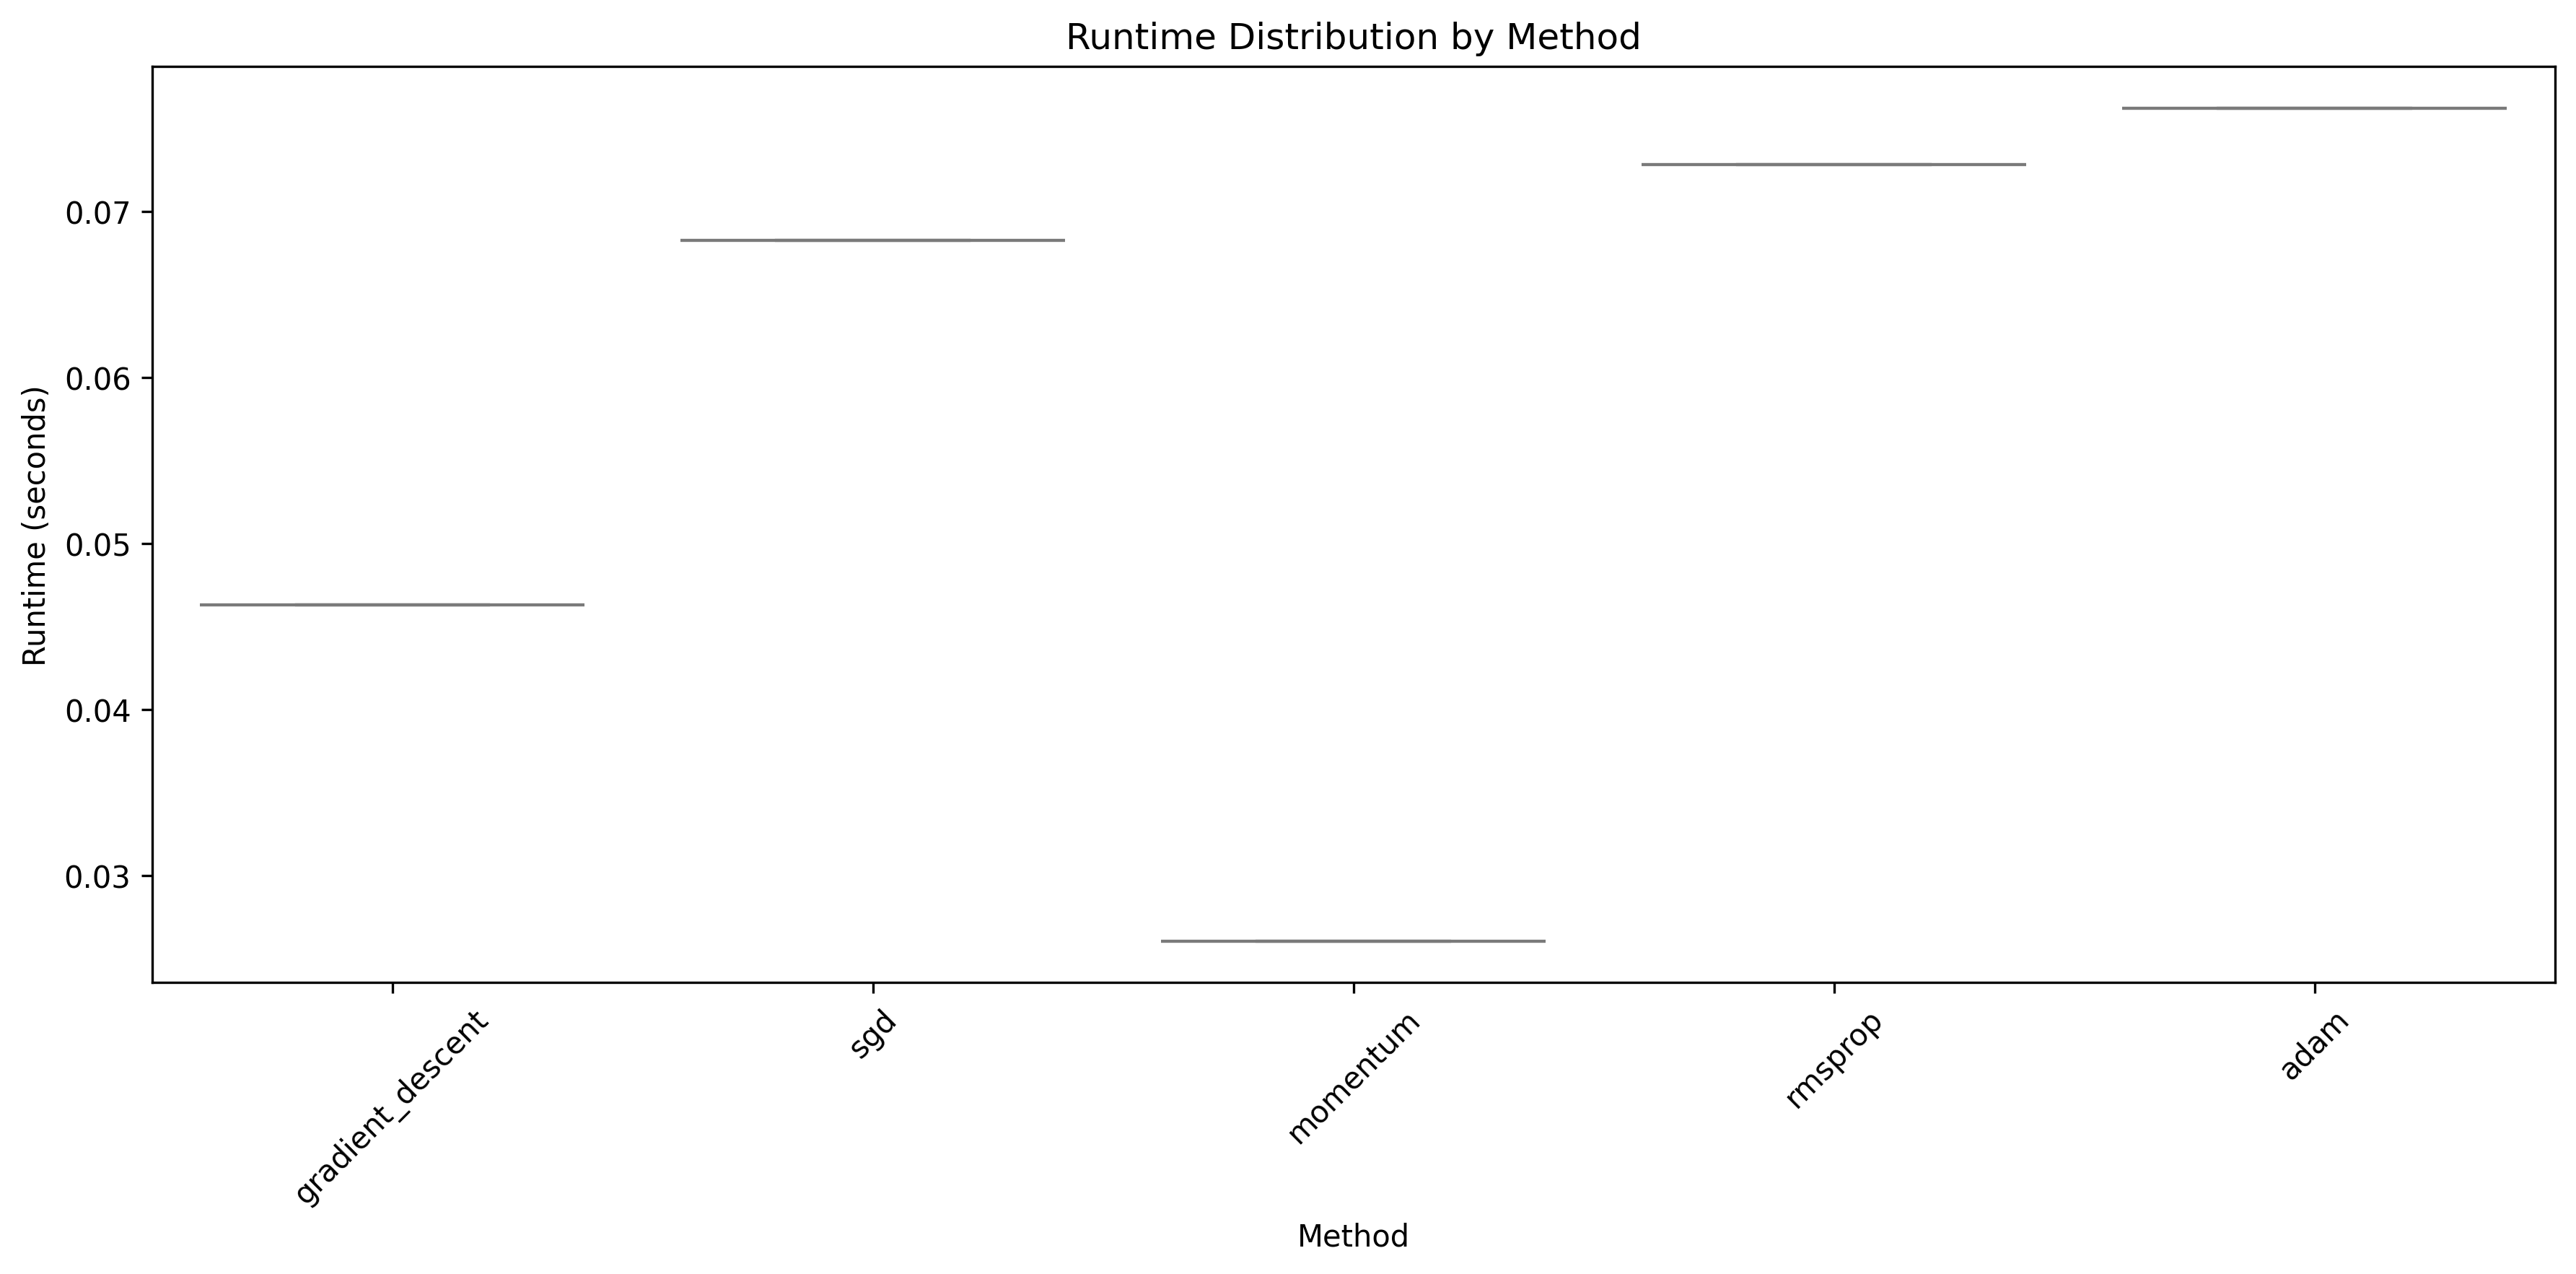 Runtime Distribution by Method
Runtime (seconds)
0.07
0.06
0.05
0.04
0.03
gradient_descent
sgd
momentum
rmsprop
adam
Method